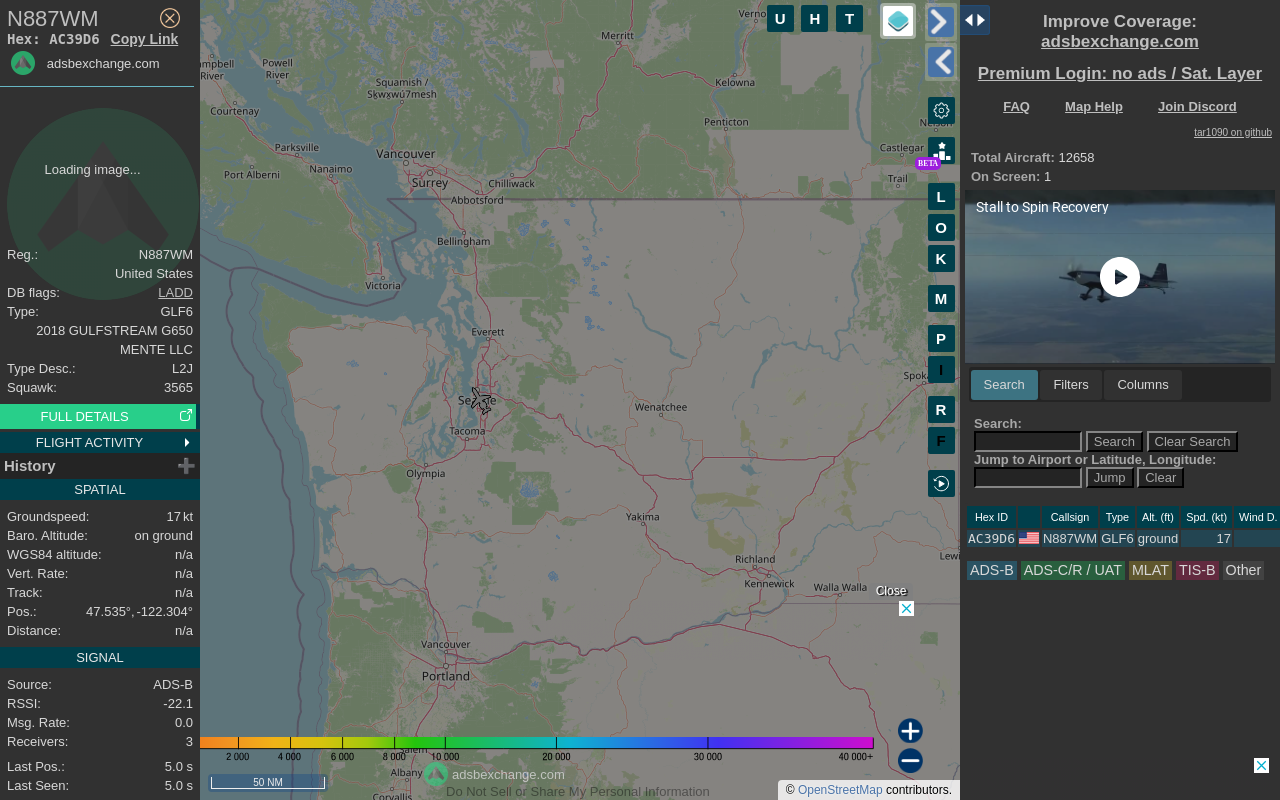 N887WM
Hex: AC39D6 Copy Link
adsbexchange.com
Loading image...
Reg.: N887WM
United States
DB flags: LADD
Type: GLF6
2018 GULFSTREAM G650
MENTE LLC
Type Desc.: L2J
Squawk: 3565
FULL DETAILS
FLIGHT ACTIVITY
History
SPATIAL
Groundspeed: 17 kt
Baro. Altitude: on ground
WGS84 altitude: n/a
Vert. Rate: n/a
Track: n/a
Pos.: 47.535°, -122.304°
Distance: n/a
SIGNAL
Source: ADS-B
RSSI: -22.1
Msg. Rate: 0.0
Receivers: 3
Last Pos.: 5.0 s
Last Seen: 5.0 s
U H T
Merritt
River
Powell
River
Squamish /
Sḵwx̱wú7mesh
Kelowna
Courtenay
Penticton
Parksville
Vancouver
Castlegar
Nanaimo
Port Alberni
Surrey
Chilliwack
Trail
Abbotsford
Bellingham
Victoria
Everett
Wenatchee
Tacoma
Olympia
Yakima
Richland
Kennewick
Walla Walla
Vancouver
Portland
Albany
Corvallis
BETA
L
O
K
M
P
I
R
F
Close
2 000 4 000 6 000 8 000 10 000 20 000 30 000 40 000+
50 NM
adsbexchange.com
Do Not Sell or Share My Personal Information
© OpenStreetMap contributors.
Improve Coverage:
adsbexchange.com
Premium Login: no ads / Sat. Layer
FAQ Map Help Join Discord
tar1090 on github
Total Aircraft: 12658
On Screen: 1
Stall to Spin Recovery
Search Filters Columns
Search:
Search Clear Search
Jump to Airport or Latitude, Longitude:
Jump Clear
Hex ID Callsign Type Alt. (ft) Spd. (kt) Wind D.
AC39D6 N887WM GLF6 ground 17
ADS-B ADS-C/R / UAT MLAT TIS-B Other